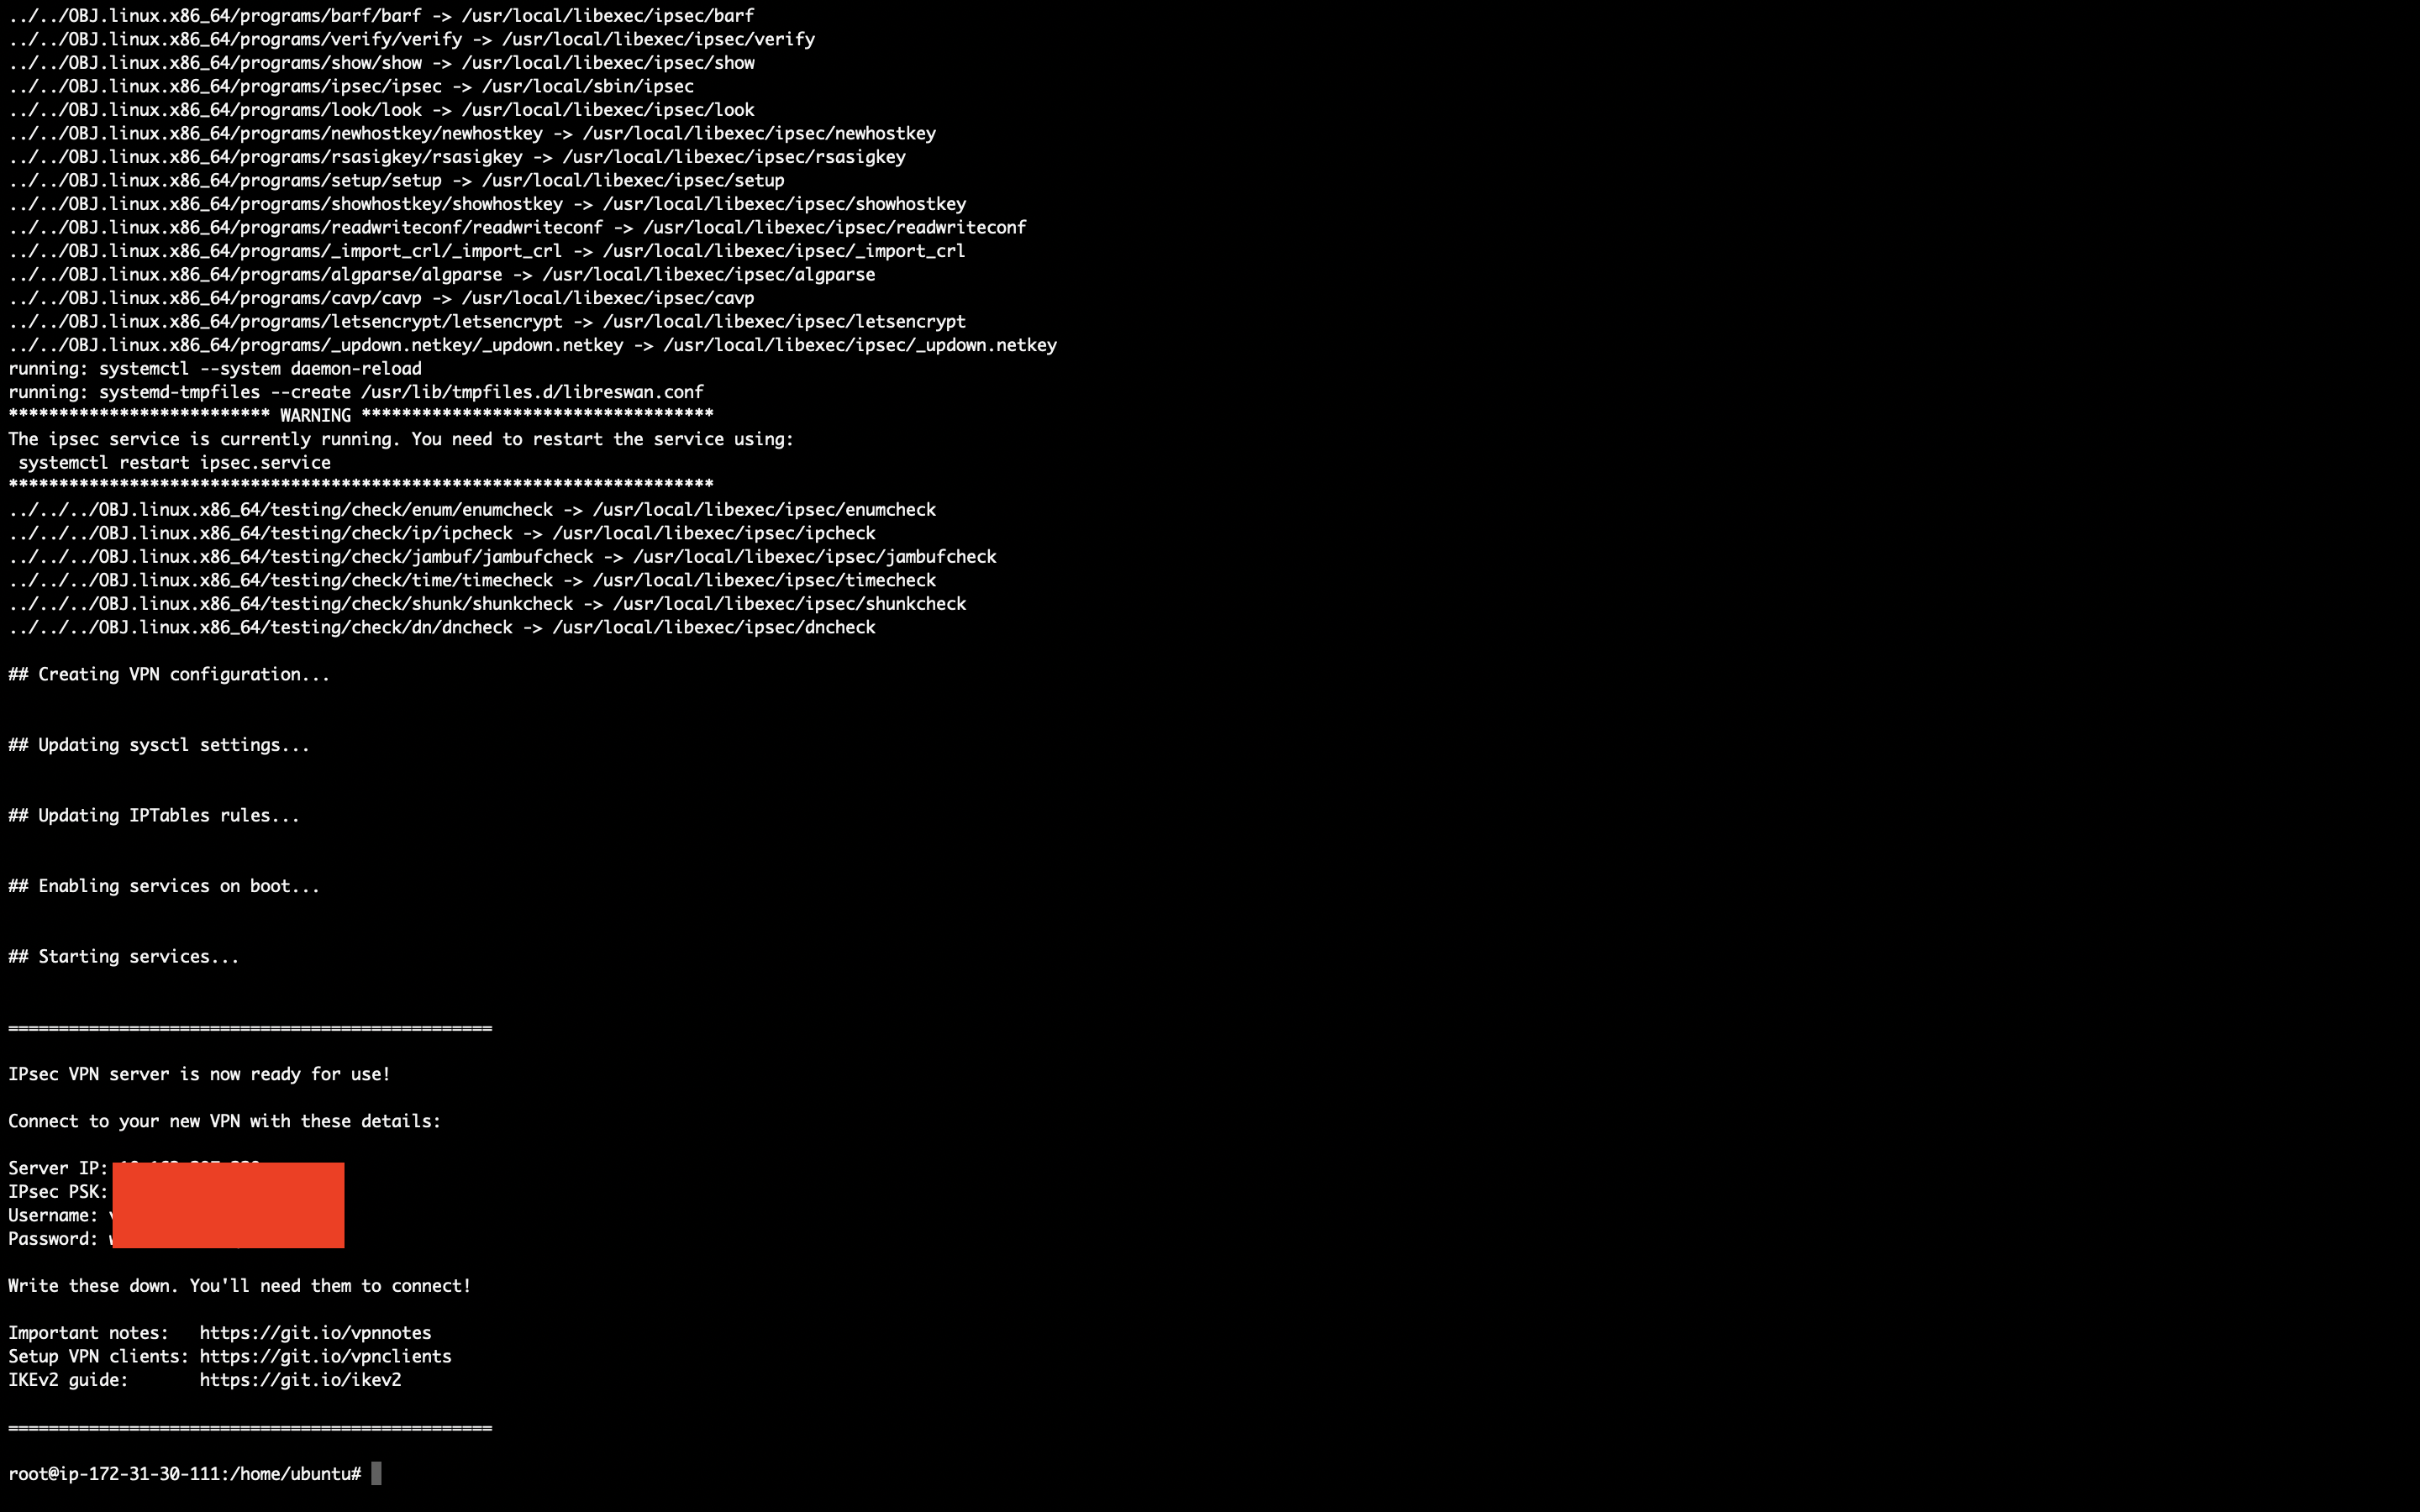 ../../OBJ.linux.x86_64/programs/barf/barf -> /usr/local/libexec/ipsec/barf
../../OBJ.linux.x86_64/programs/verify/verify -> /usr/local/libexec/ipsec/verify
../../OBJ.linux.x86_64/programs/show/show -> /usr/local/libexec/ipsec/show
../../OBJ.linux.x86_64/programs/ipsec/ipsec -> /usr/local/sbin/ipsec
../../OBJ.linux.x86_64/programs/look/look -> /usr/local/libexec/ipsec/look
../../OBJ.linux.x86_64/programs/newhostkey/newhostkey -> /usr/local/libexec/ipsec/newhostkey
../../OBJ.linux.x86_64/programs/rsasigkey/rsasigkey -> /usr/local/libexec/ipsec/rsasigkey
../../OBJ.linux.x86_64/programs/setup/setup -> /usr/local/libexec/ipsec/setup
../../OBJ.linux.x86_64/programs/showhostkey/showhostkey -> /usr/local/libexec/ipsec/showhostkey
../../OBJ.linux.x86_64/programs/readwriteconf/readwriteconf -> /usr/local/libexec/ipsec/readwriteconf
../../OBJ.linux.x86_64/programs/_import_crl/_import_crl -> /usr/local/libexec/ipsec/_import_crl
../../OBJ.linux.x86_64/programs/algparse/algparse -> /usr/local/libexec/ipsec/algparse
../../OBJ.linux.x86_64/programs/cavp/cavp -> /usr/local/libexec/ipsec/cavp
../../OBJ.linux.x86_64/programs/letsencrypt/letsencrypt -> /usr/local/libexec/ipsec/letsencrypt
../../OBJ.linux.x86_64/programs/_updown.netkey/_updown.netkey -> /usr/local/libexec/ipsec/_updown.netkey
running: systemctl --system daemon-reload
running: systemd-tmpfiles --create /usr/lib/tmpfiles.d/libreswan.conf
************************** WARNING ***********************************
The ipsec service is currently running. You need to restart the service using:
systemctl restart ipsec.service
**********************************************************************
../../../OBJ.linux.x86_64/testing/check/enum/enumcheck -> /usr/local/libexec/ipsec/enumcheck
../../../OBJ.linux.x86_64/testing/check/ip/ipcheck -> /usr/local/libexec/ipsec/ipcheck
../../../OBJ.linux.x86_64/testing/check/jambuf/jambufcheck -> /usr/local/libexec/ipsec/jambufcheck
../../../OBJ.linux.x86_64/testing/check/time/timecheck -> /usr/local/libexec/ipsec/timecheck
../../../OBJ.linux.x86_64/testing/check/shunk/shunkcheck -> /usr/local/libexec/ipsec/shunkcheck
../../../OBJ.linux.x86_64/testing/check/dn/dncheck -> /usr/local/libexec/ipsec/dncheck
## Creating VPN configuration...
## Updating sysctl settings...
## Updating IPTables rules...
## Enabling services on boot...
## Starting services...
================================================
IPsec VPN server is now ready for use!
Connect to your new VPN with these details:
Server IP:
IPsec PSK:
Username:
Password:
Write these down. You'll need them to connect!
Important notes: https://git.io/vpnnotes
Setup VPN clients: https://git.io/vpnclients
IKEv2 guide: https://git.io/ikev2
================================================
root@ip-172-31-30-111:/home/ubuntu#